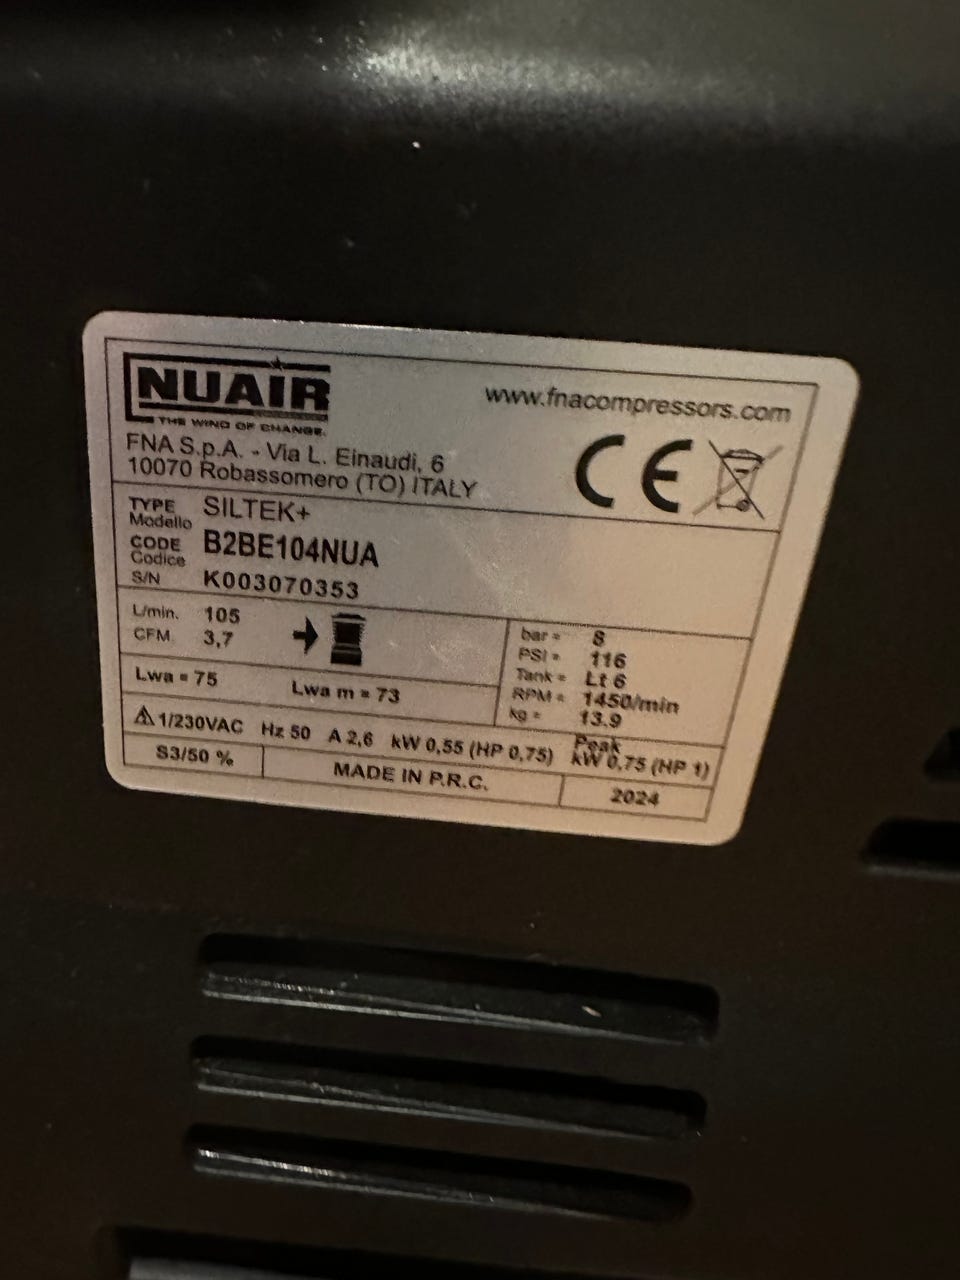 NUAIR
THE WIND OF CHANGE.
www.fnacompressors.com
FNA S.p.A. - Via L. Einaudi, 6
10070 Robassomero (TO) ITALY
CE
TYPE SILTEK+
Modello
CODE B2BE104NUA
Codice
S/N K003070353
L/min. 105
CFM 3,7
bar = 8
PSI = 116
Tank = Lt 6
RPM = 1450/min
kg = 13.9
Lwa = 75 Lwa m = 73
1/230VAC Hz 50 A 2,6 kW 0,55 (HP 0,75) Peak
kW 0,75 (HP 1)
S3/50 % MADE IN P.R.C. 2024